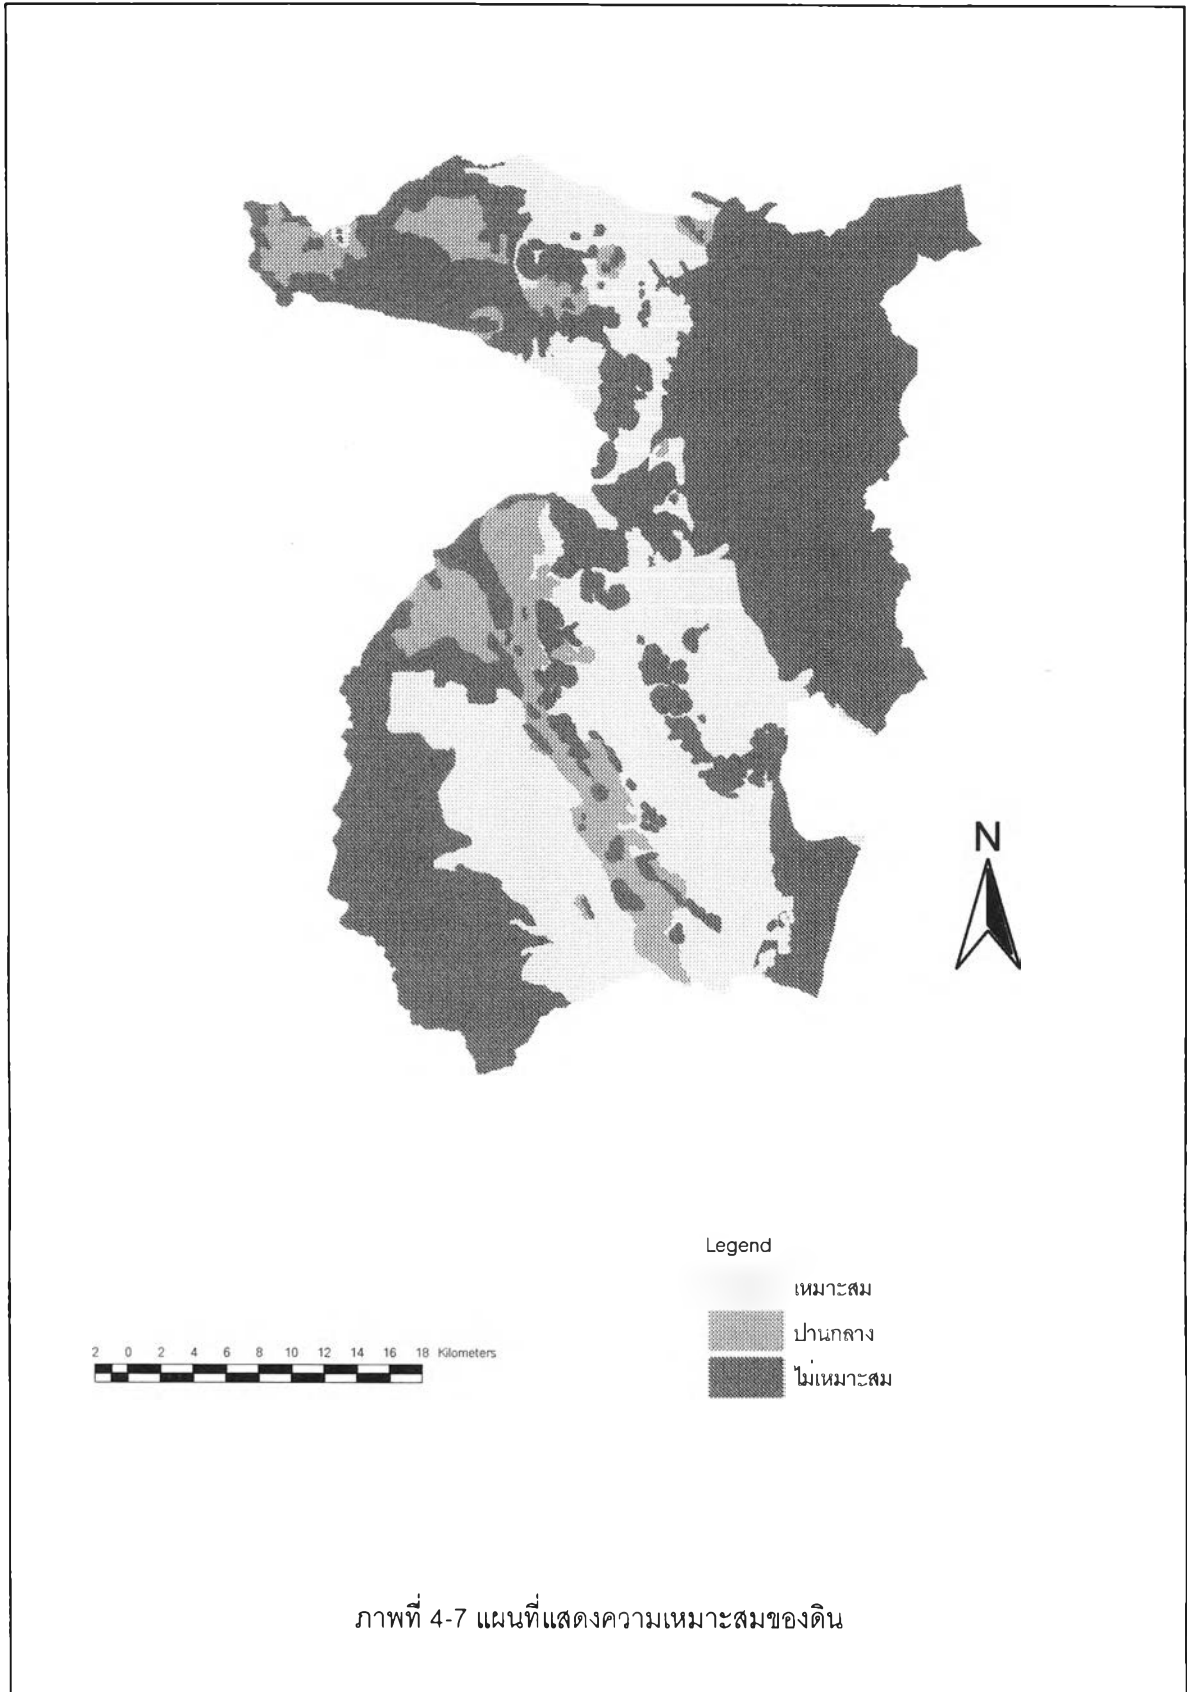 N
Legend
เหมาะสม
ปานกลาง
ไม่เหมาะสม
2 0 2 4 6 8 10 12 14 16 18 Kilometers
ภาพที่ 4-7 แผนที่แสดงความเหมาะสมของดิน